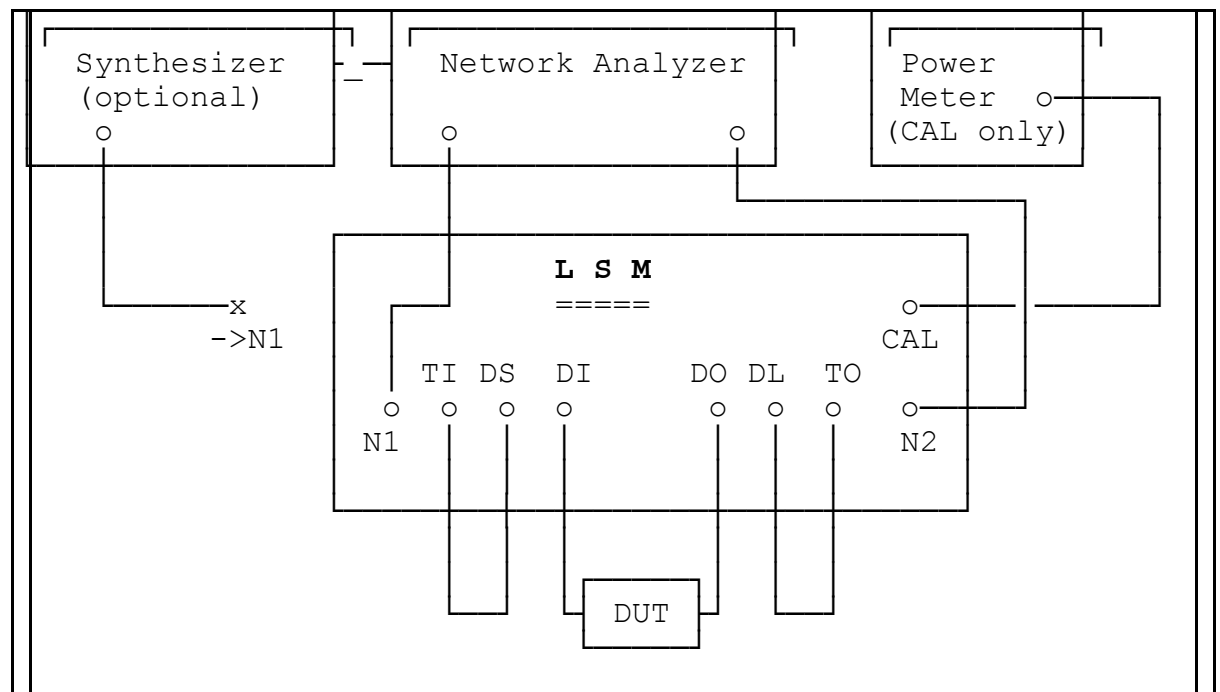 Synthesizer - _ Network Analyzer Power
(optional) Meter o
o o o (CAL only)
L S M
x ===== o
->N1 CAL
TI DS DI DO DL TO
o o o o o o o o
N1 N2
DUT